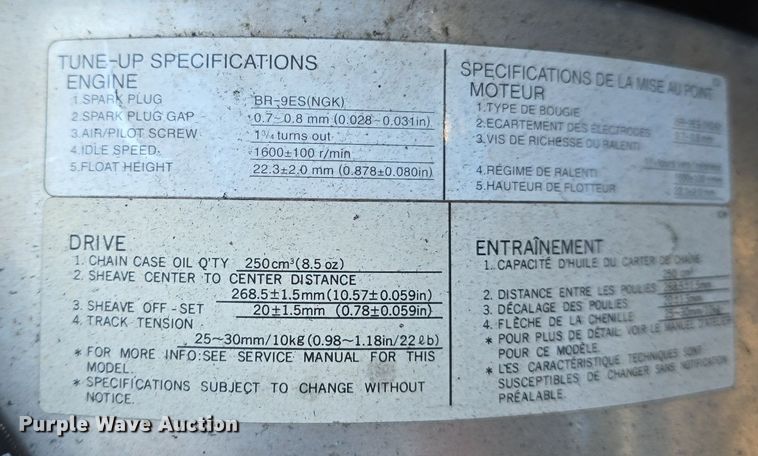 TUNE-UP SPECIFICATIONS
ENGINE
1.SPARK PLUG BR-9ES(NGK)
2.SPARK PLUG GAP 0.7~0.8 mm (0.028~0.031in)
3.AIR/PILOT SCREW 1¾ turns out
4.IDLE SPEED: 1600±100 r/min
5.FLOAT HEIGHT 22.3±2.0 mm (0.878±0.080in)
SPECIFICATIONS DE LA MISE AU POINT
MOTEUR
1.TYPE DE BOUGIE
2.ECARTEMENT DES ÉLECTRODES
3.VIS DE RICHESSE OU RALENTI
4.RÉGIME DE RALENTI
5.HAUTEUR DE FLOTTEUR
DRIVE
1. CHAIN CASE OIL Q'TY 250cm³(8.5 oz)
2. SHEAVE CENTER TO CENTER DISTANCE
268.5±1.5mm(10.57±0.059in)
3. SHEAVE OFF-SET 20±1.5mm (0.78±0.059in)
4. TRACK TENSION
25~30mm/10kg(0.98~1.18in/22lb)
* FOR MORE INFO:SEE SERVICE MANUAL FOR THIS
MODEL.
* SPECIFICATIONS SUBJECT TO CHANGE WITHOUT
NOTICE.
ENTRAÎNEMENT
1. CAPACITÉ D'HUILE DU CARTER DE CHAÎNE
250 cm³
2. DISTANCE ENTRE LES POULIES
3. DÉCALAGE DES POULIES
4. FLÈCHE DE LA CHENILLE
* POUR PLUS DE DÉTAIL: VOIR LE MANUEL D'ATELIER
POUR CE MODÈLE.
* LES CARACTÉRISTIQUE TECHNIQUES SONT
SUSCEPTIBLES DE CHANGER SANS NOTIFICATION
PRÉALABLE.
Purple Wave Auction